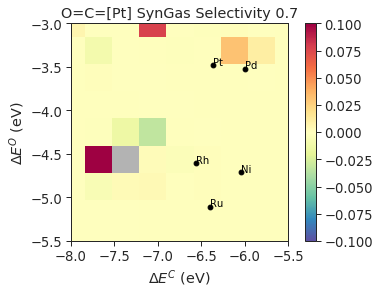 O=C=[Pt] SynGas Selectivity 0.7
ΔE^O (eV)
−3.0
−3.5
−4.0
−4.5
−5.0
−5.5
Pt
Pd
Rh
Ni
Ru
−8.0 −7.5 −7.0 −6.5 −6.0 −5.5
ΔE^C (eV)
0.100
0.075
0.050
0.025
0.000
−0.025
−0.050
−0.075
−0.100